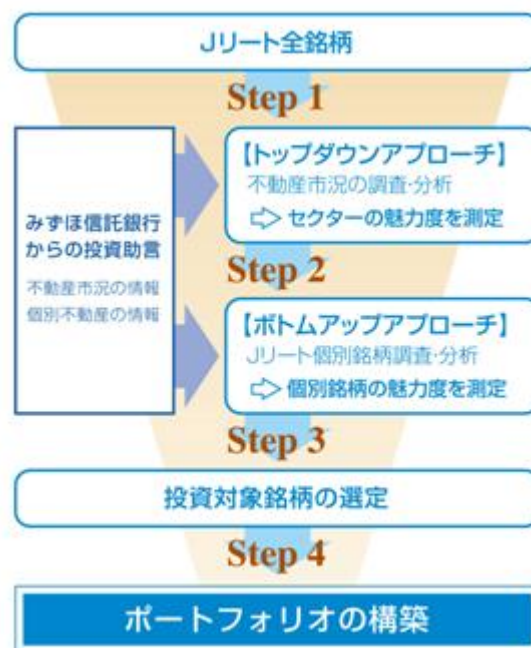 Jリート全銘柄
Step 1
【トップダウンアプローチ】
不動産市況の調査・分析
⇨ セクターの魅力度を測定
みずほ信託銀行
からの投資助言
不動産市況の情報
個別不動産の情報
Step 2
【ボトムアップアプローチ】
Jリート個別銘柄調査・分析
⇨ 個別銘柄の魅力度を測定
Step 3
投資対象銘柄の選定
Step 4
ポートフォリオの構築